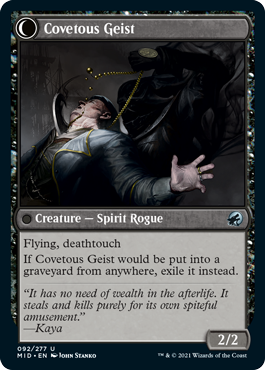 Covetous Geist
Creature — Spirit Rogue
Flying, deathtouch
If Covetous Geist would be put into a
graveyard from anywhere, exile it instead.
“It has no need of wealth in the afterlife. It
steals and kills purely for its own spiteful
amusement.”
—Kaya
2/2
092/277 U
MID • EN JOHN STANKO
™ & © 2021 Wizards of the Coast